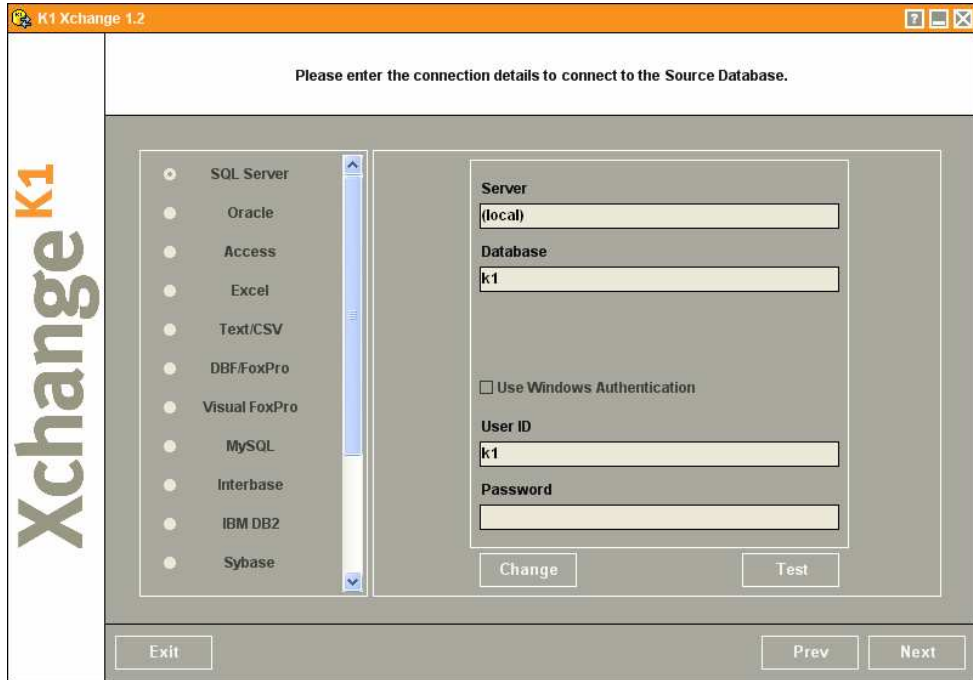 K1 Xchange 1.2
Please enter the connection details to connect to the Source Database.
Xchange K1
SQL Server
Oracle
Access
Excel
Text/CSV
DBF/FoxPro
Visual FoxPro
MySQL
Interbase
IBM DB2
Sybase
Server
(local)
Database
k1
Use Windows Authentication
User ID
k1
Password
Change
Test
Exit
Prev
Next